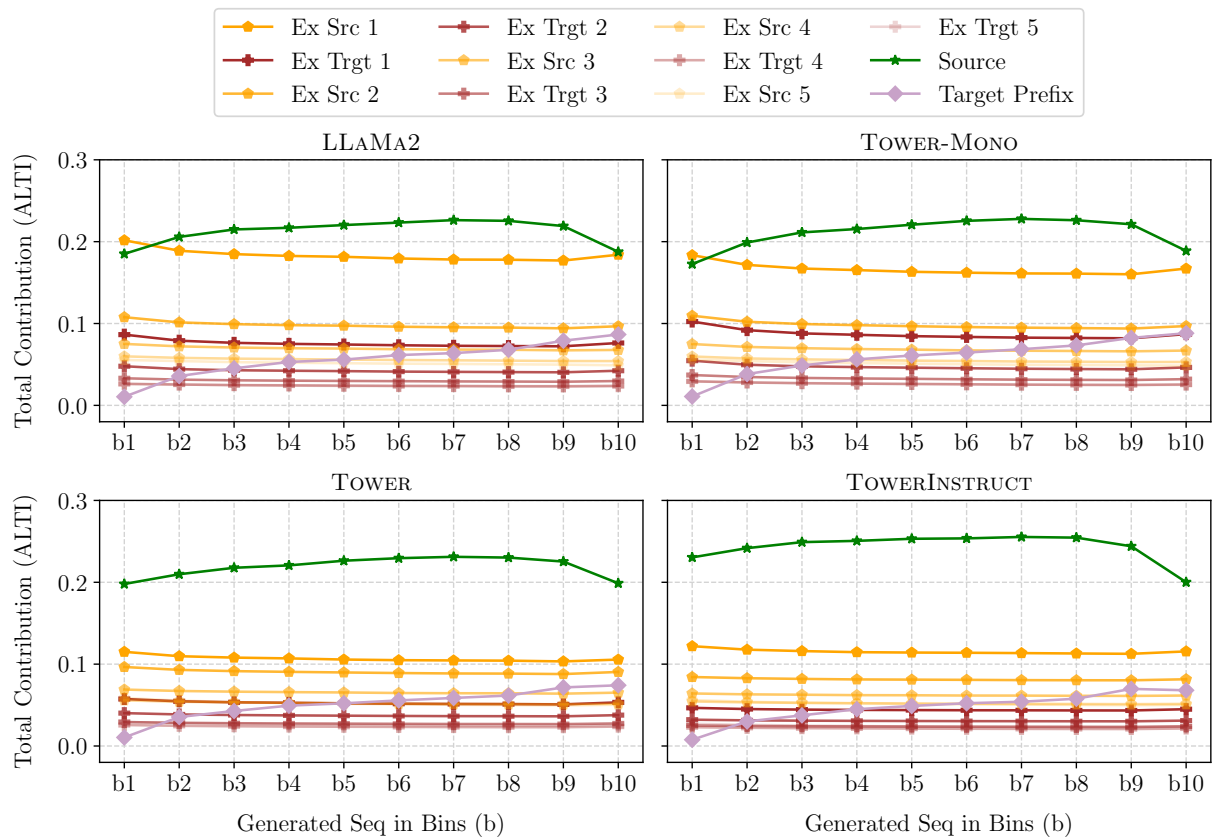 Ex Src 1 Ex Trgt 2 Ex Src 4 Ex Trgt 5
Ex Trgt 1 Ex Src 3 Ex Trgt 4 Source
Ex Src 2 Ex Trgt 3 Ex Src 5 Target Prefix
LLaMa2
Total Contribution (ALTI)
0.3
0.2
0.1
0.0
b1 b2 b3 b4 b5 b6 b7 b8 b9 b10
Tower-Mono
b1 b2 b3 b4 b5 b6 b7 b8 b9 b10
Tower
Total Contribution (ALTI)
0.3
0.2
0.1
0.0
b1 b2 b3 b4 b5 b6 b7 b8 b9 b10
Generated Seq in Bins (b)
TowerInstruct
b1 b2 b3 b4 b5 b6 b7 b8 b9 b10
Generated Seq in Bins (b)